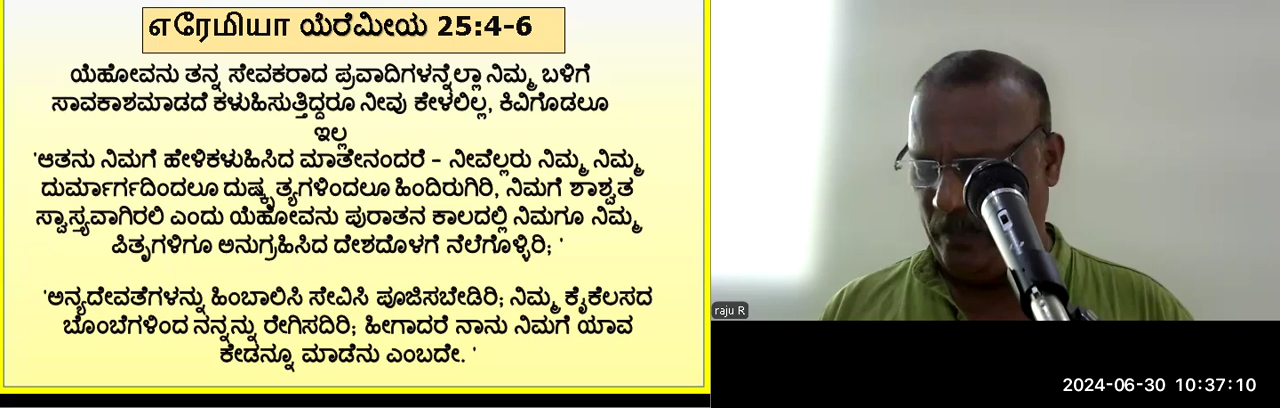 எரேமியா ಯೆರೆಮೀಯ 25:4-6
ಯೆಹೋವನು ತನ್ನ ಸೇವಕರಾದ ಪ್ರವಾದಿಗಳನ್ನೆಲ್ಲಾ ನಿಮ್ಮ ಬಳಿಗೆ
ಸಾವಕಾಶಮಾಡದೆ ಕಳುಹಿಸುತ್ತಿದ್ದರೂ ನೀವು ಕೇಳಲಿಲ್ಲ, ಕಿವಿಗೊಡಲೂ
ಇಲ್ಲ
'ಆತನು ನಿಮಗೆ ಹೇಳಿಕಳುಹಿಸಿದ ಮಾತೇನಂದರೆ – ನೀವೆಲ್ಲರು ನಿಮ್ಮ ನಿಮ್ಮ
ದುರ್ಮಾರ್ಗದಿಂದಲೂ ದುಷ್ಕೃತ್ಯಗಳಿಂದಲೂ ಹಿಂದಿರುಗಿರಿ, ನಿಮಗೆ ಶಾಶ್ವತ
ಸ್ವಾಸ್ತ್ಯವಾಗಿರಲಿ ಎಂದು ಯೆಹೋವನು ಪುರಾತನ ಕಾಲದಲ್ಲಿ ನಿಮಗೂ ನಿಮ್ಮ
ಪಿತೃಗಳಿಗೂ ಅನುಗ್ರಹಿಸಿದ ದೇಶದೊಳಗೆ ನೆಲೆಗೊಳ್ಳಿರಿ; '
'ಅನ್ಯದೇವತೆಗಳನ್ನು ಹಿಂಬಾಲಿಸಿ ಸೇವಿಸಿ ಪೂಜಿಸಬೇಡಿರಿ; ನಿಮ್ಮ ಕೈಕೆಲಸದ
ಬೊಂಬೆಗಳಿಂದ ನನ್ನನ್ನು ರೇಗಿಸದಿರಿ; ಹೀಗಾದರೆ ನಾನು ನಿಮಗೆ ಯಾವ
ಕೇಡನ್ನೂ ಮಾಡೆನು ಎಂಬದೇ. '
raju R
2024-06-30 10:37:10